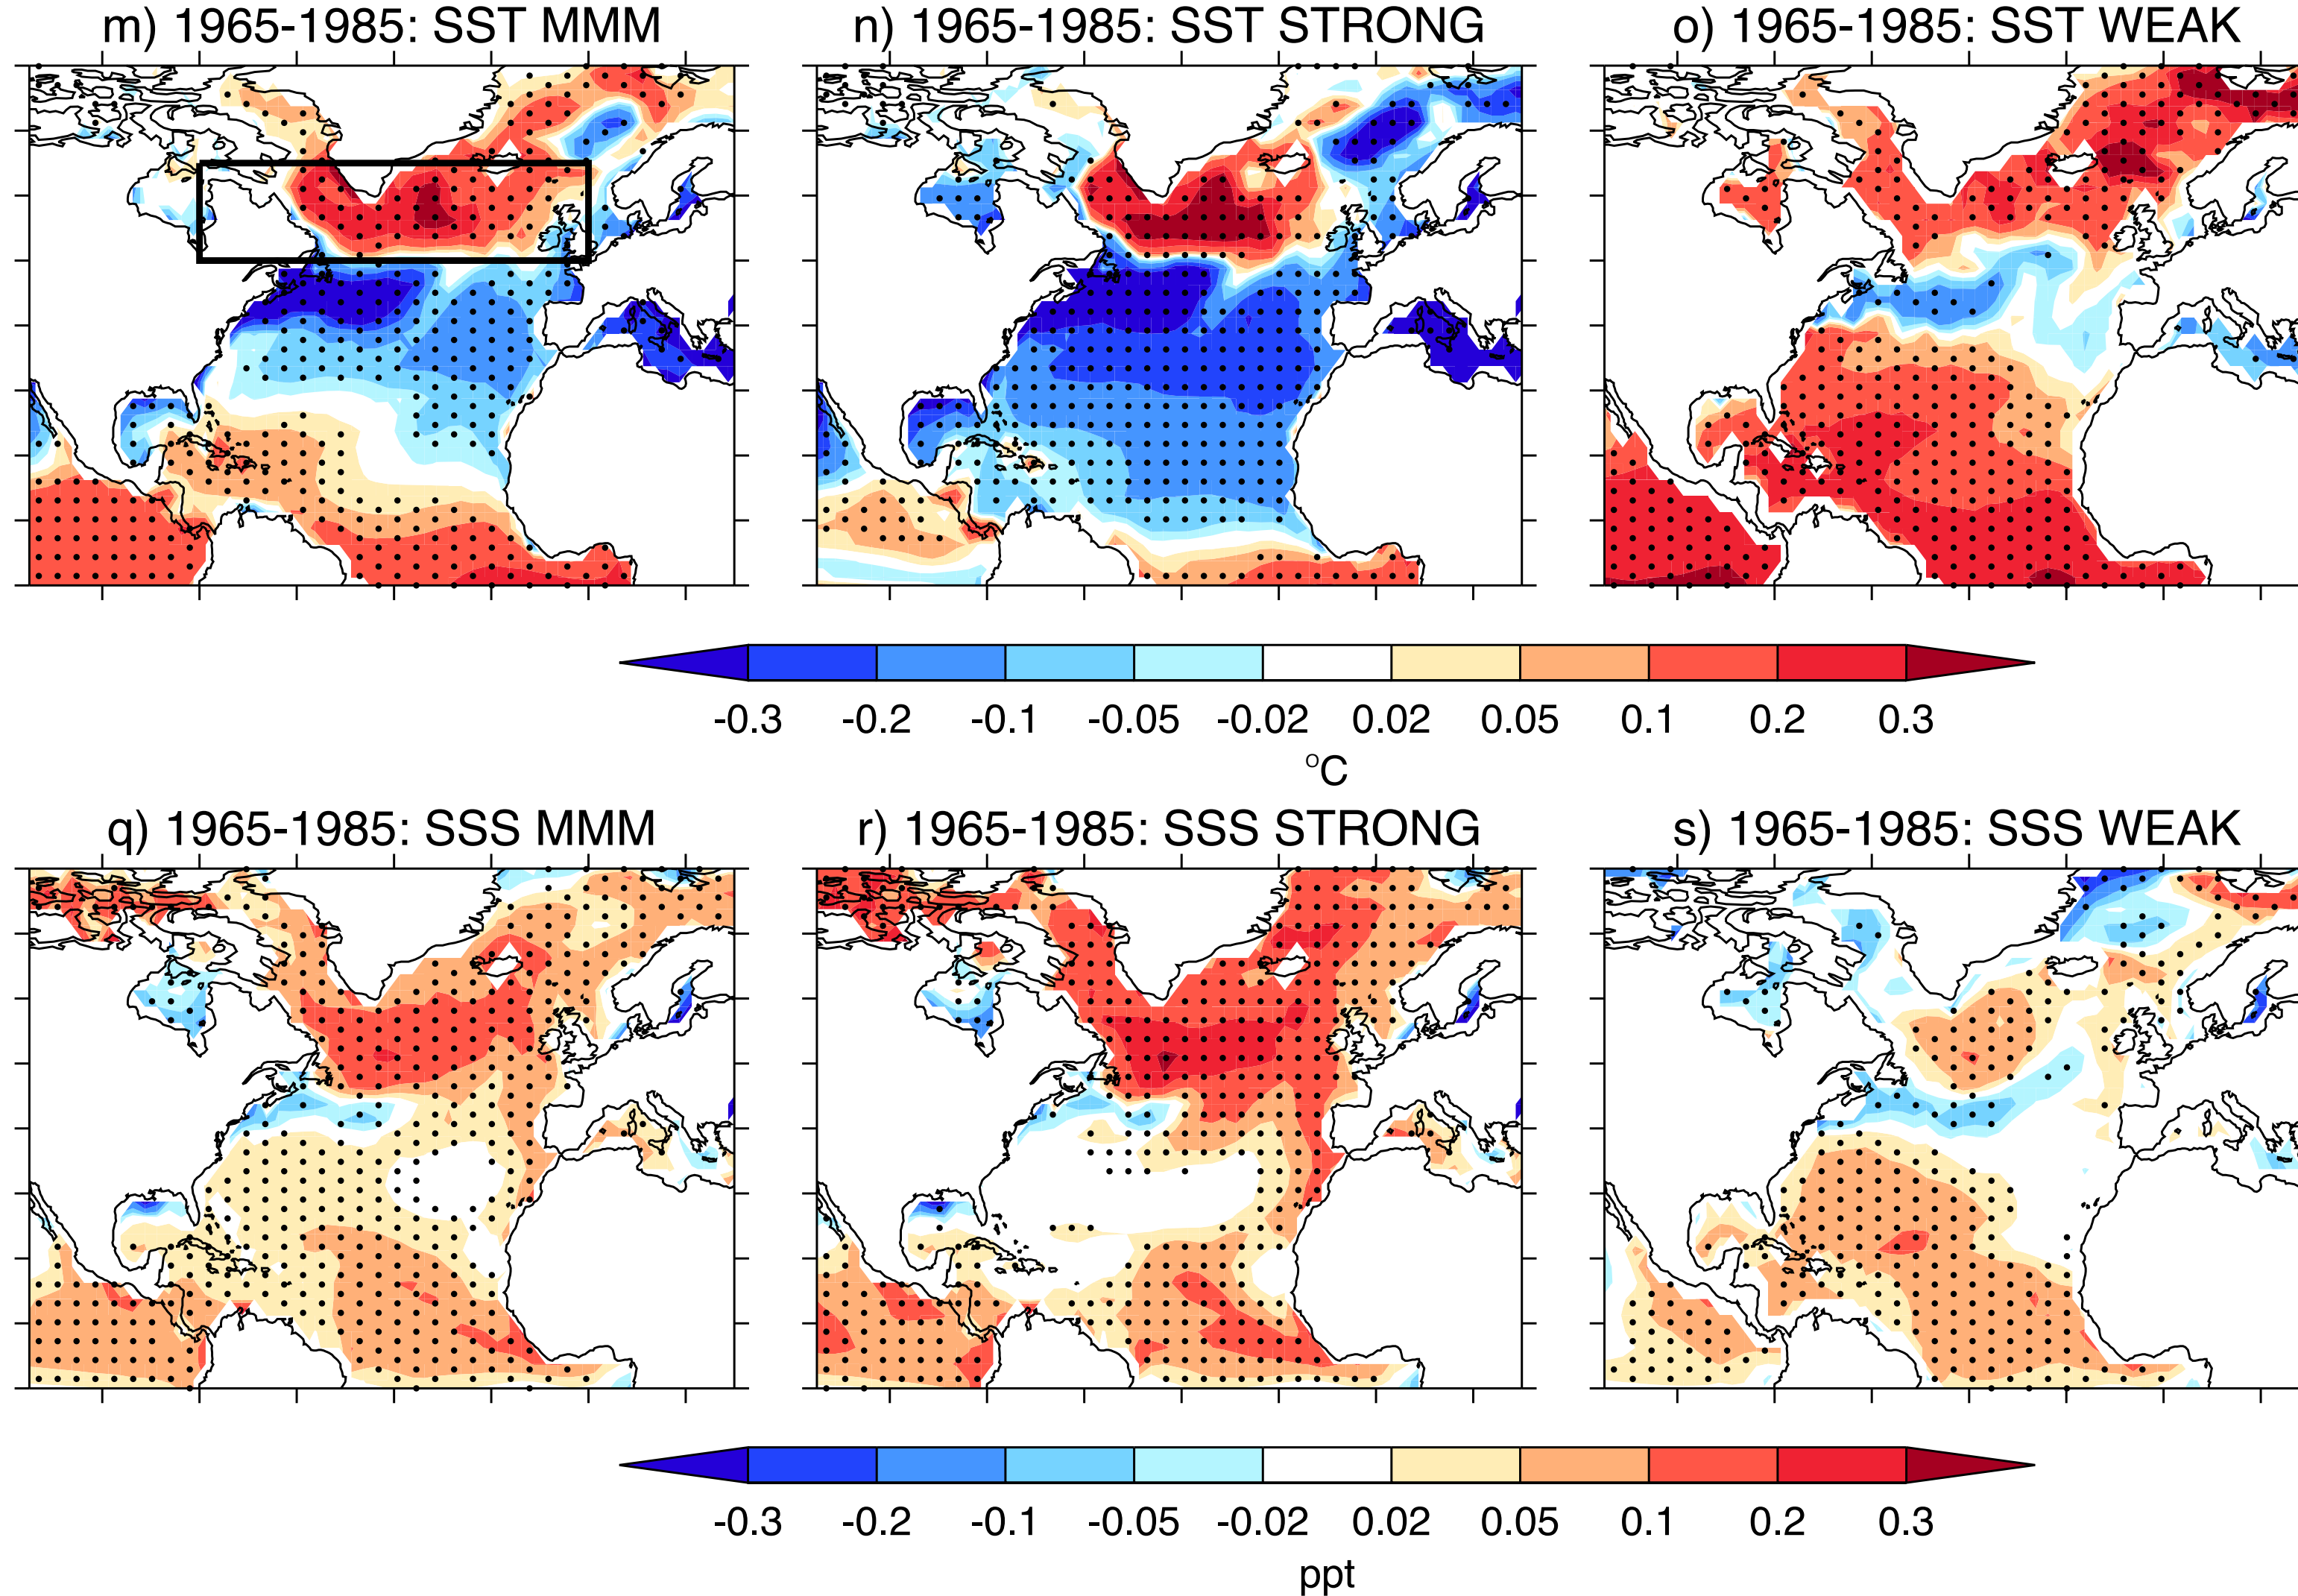 m) 1965-1985: SST MMM
n) 1965-1985: SST STRONG
o) 1965-1985: SST WEAK
-0.3 -0.2 -0.1 -0.05 -0.02 0.02 0.05 0.1 0.2 0.3
°C
q) 1965-1985: SSS MMM
r) 1965-1985: SSS STRONG
s) 1965-1985: SSS WEAK
-0.3 -0.2 -0.1 -0.05 -0.02 0.02 0.05 0.1 0.2 0.3
ppt